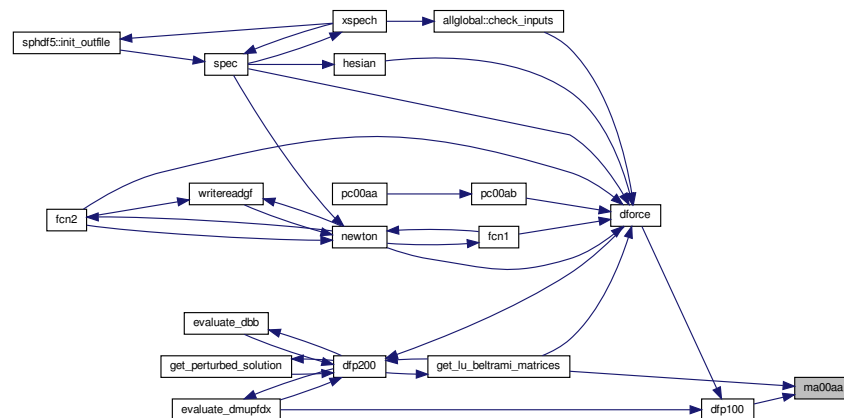 xspech
allglobal::check_inputs
sphdf5::init_outfile
spec
hesian
writereadgf
pc00aa
pc00ab
fcn2
dforce
newton
fcn1
evaluate_dbb
get_perturbed_solution
dfp200
get_lu_beltrami_matrices
ma00aa
evaluate_dmupfdx
dfp100